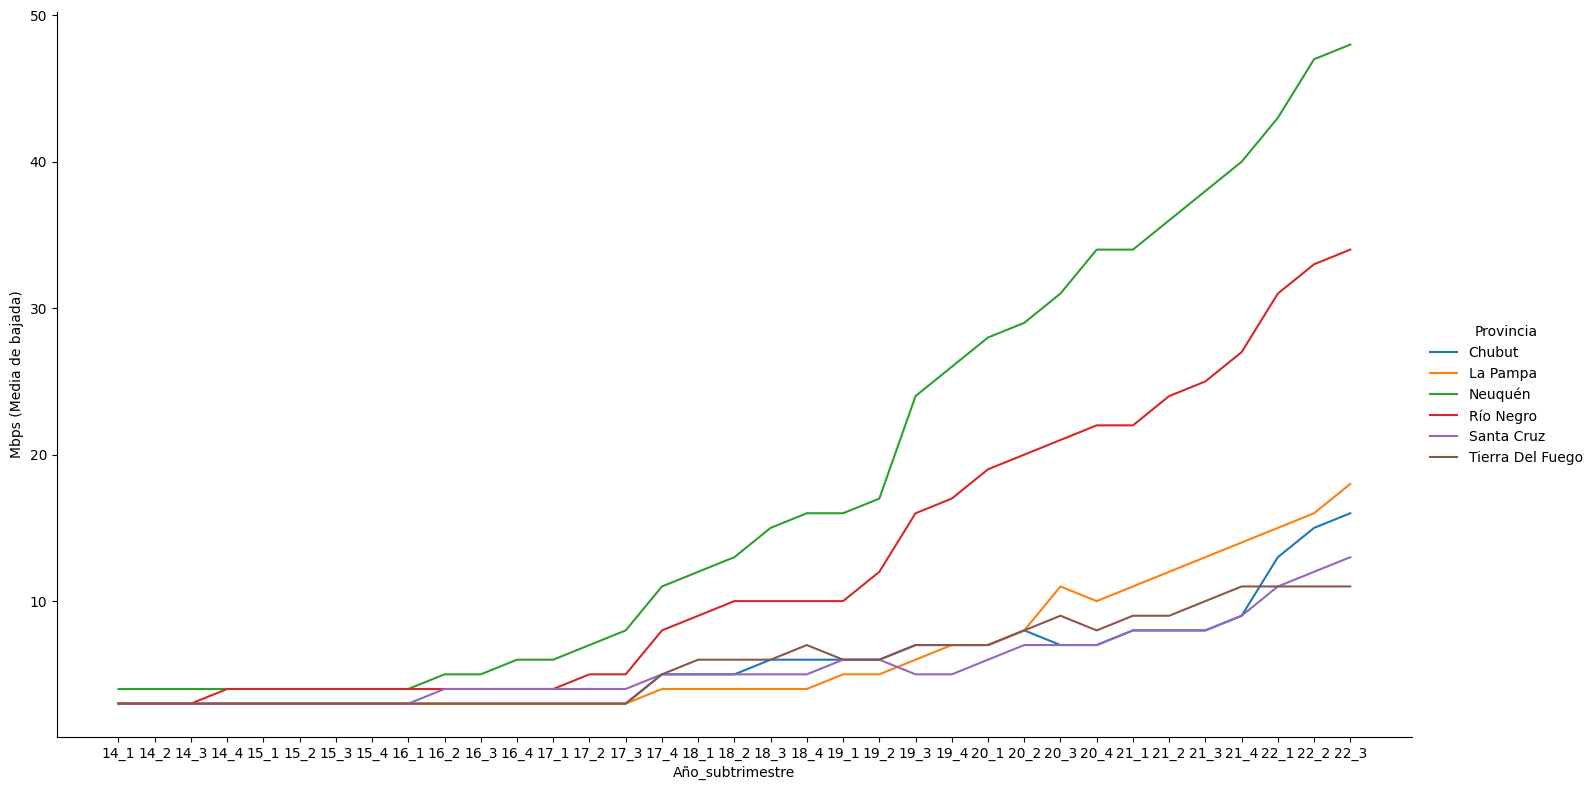 50
40
30
20
10
Mbps (Media de bajada)
14_1 14_2 14_3 14_4 15_1 15_2 15_3 15_4 16_1 16_2 16_3 16_4 17_1 17_2 17_3 17_4 18_1 18_2 18_3 18_4 19_1 19_2 19_3 19_4 20_1 20_2 20_3 20_4 21_1 21_2 21_3 21_4 22_1 22_2 22_3
Año_subtrimestre
Provincia
Chubut
La Pampa
Neuquén
Río Negro
Santa Cruz
Tierra Del Fuego